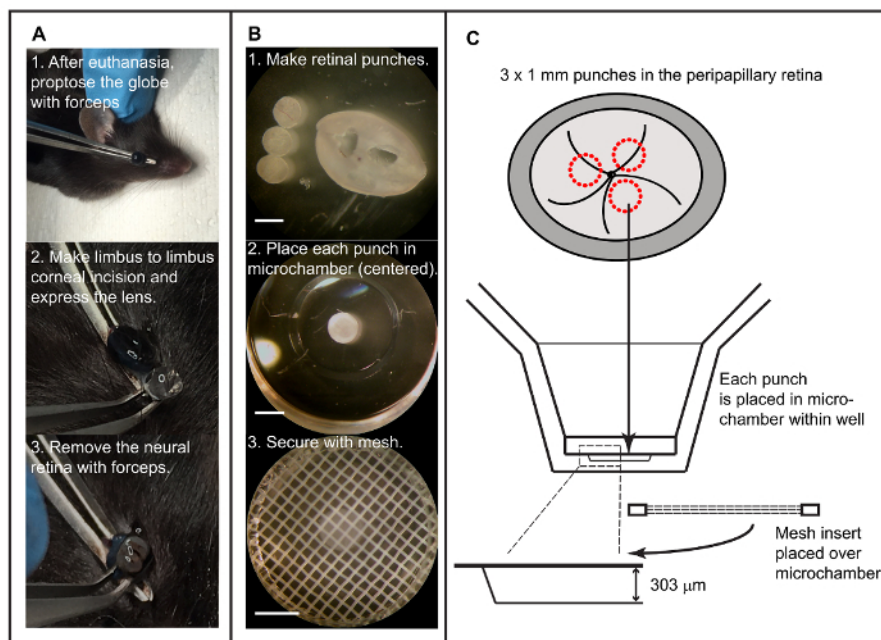 A
1. After euthanasia,
proptose the globe
with forceps
2. Make limbus to limbus
corneal incision and
express the lens.
3. Remove the neural
retina with forceps.
B
1. Make retinal punches.
2. Place each punch in
microchamber (centered).
3. Secure with mesh.
C
3 x 1 mm punches in the peripapillary retina
Each punch
is placed in micro-
chamber within well
Mesh insert
placed over
microchamber
303 μm